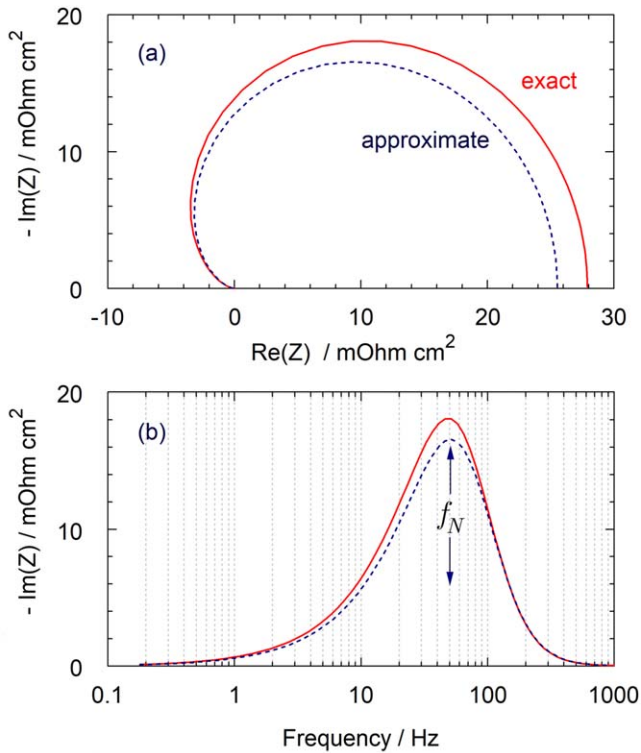 20
(a)
exact
approximate
10
0
-10 0 10 20 30
- Im(Z) / mOhm cm²
Re(Z) / mOhm cm²
20
(b)
10
f_N
0
0.1 1 10 100 1000
- Im(Z) / mOhm cm²
Frequency / Hz